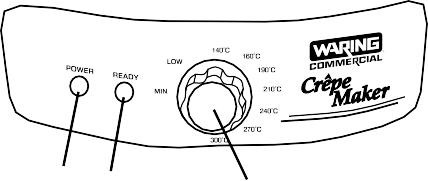 POWER
READY
MIN
LOW
140°C
160°C
190°C
210°C
240°C
270°C
300°C
WARING
COMMERCIAL
Crêpe
Maker